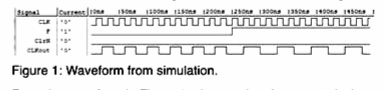 Signal Current 0ns 50ns 100ns 150ns 200ns 250ns 300ns 350ns 400ns 450ns
CLK "0"
F "1"
ClrN "0"
CLKout "0"
Figure 1: Waveform from simulation.